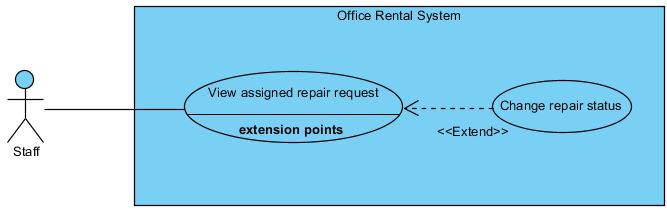 Office Rental System
View assigned repair request
extension points
Change repair status
<<Extend>>
Staff